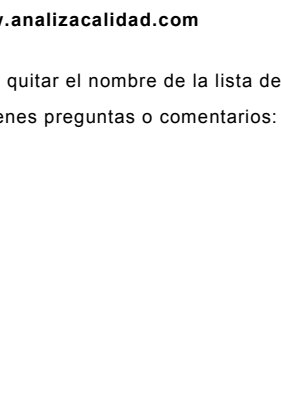 w.analizacalidad.com
quitar el nombre de la lista de
enes preguntas o comentarios: